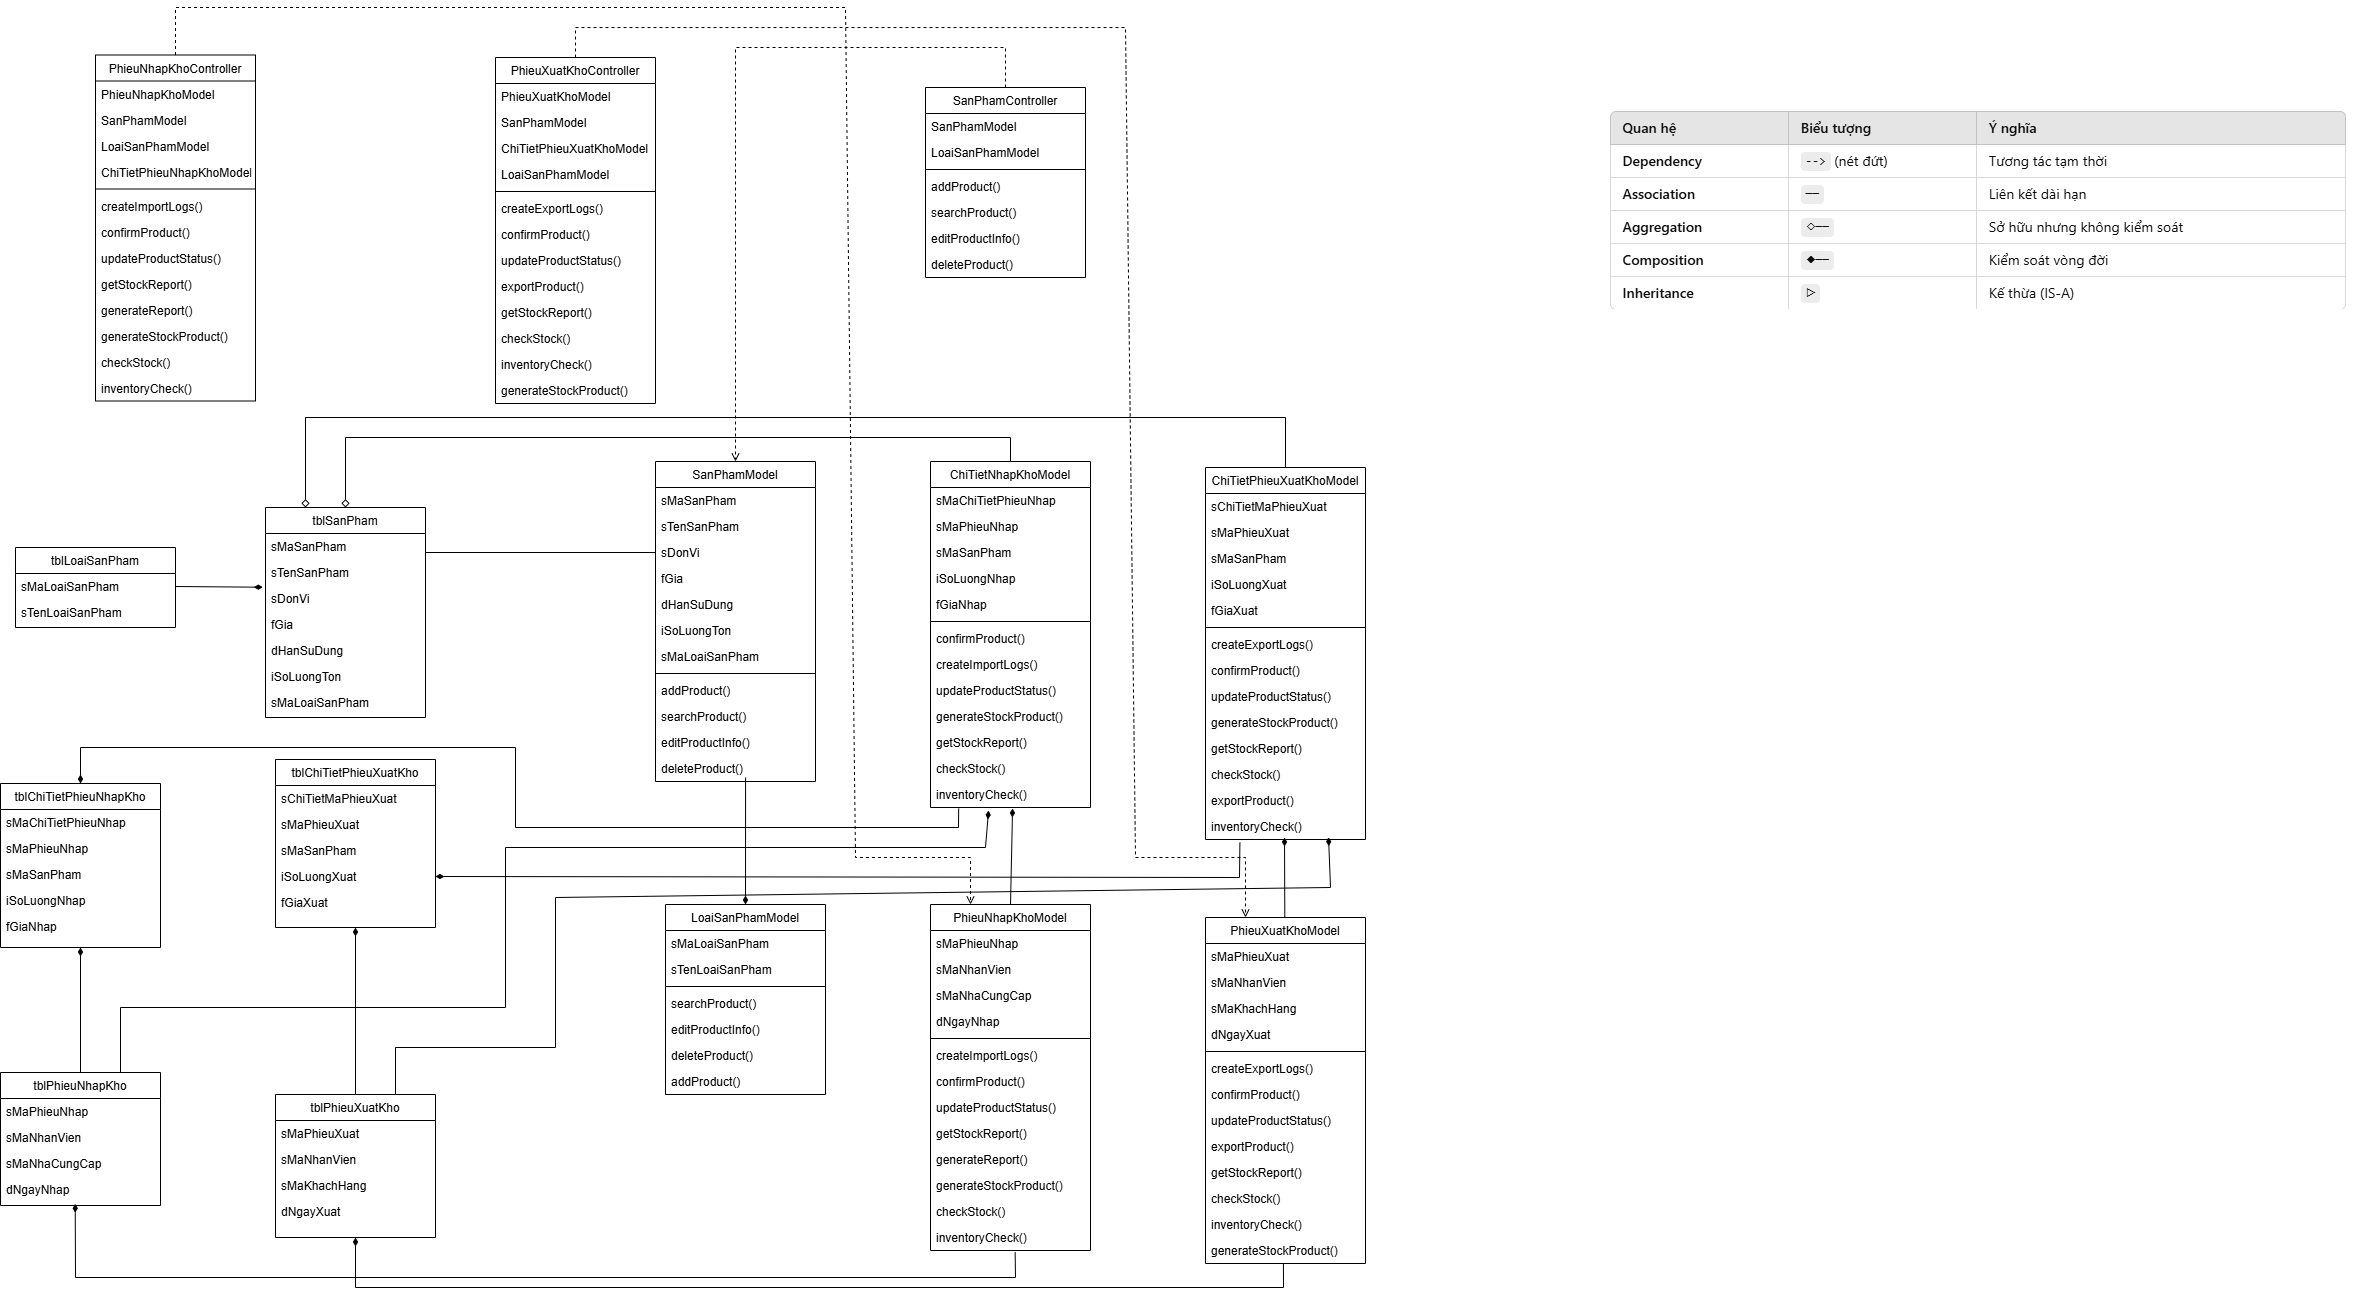 PhieuNhapKhoController
PhieuNhapKhoModel
SanPhamModel
LoaiSanPhamModel
ChiTietPhieuNhapKhoModel
createImportLogs()
confirmProduct()
updateProductStatus()
getStockReport()
generateReport()
generateStockProduct()
checkStock()
inventoryCheck()
PhieuXuatKhoController
PhieuXuatKhoModel
SanPhamModel
ChiTietPhieuXuatKhoModel
LoaiSanPhamModel
createExportLogs()
confirmProduct()
updateProductStatus()
exportProduct()
getStockReport()
checkStock()
inventoryCheck()
generateStockProduct()
SanPhamController
SanPhamModel
LoaiSanPhamModel
addProduct()
searchProduct()
editProductInfo()
deleteProduct()
Quan hệ Biểu tượng Ý nghĩa
Dependency --> (nét đứt) Tương tác tạm thời
Association — Liên kết dài hạn
Aggregation ◇— Sở hữu nhưng không kiểm soát
Composition ◆— Kiểm soát vòng đời
Inheritance ▷ Kế thừa (IS-A)
tblLoaiSanPham
sMaLoaiSanPham
sTenLoaiSanPham
tblSanPham
sMaSanPham
sTenSanPham
sDonVi
fGia
dHanSuDung
iSoLuongTon
sMaLoaiSanPham
SanPhamModel
sMaSanPham
sTenSanPham
sDonVi
fGia
dHanSuDung
iSoLuongTon
sMaLoaiSanPham
addProduct()
searchProduct()
editProductInfo()
deleteProduct()
ChiTietNhapKhoModel
sMaChiTietPhieuNhap
sMaPhieuNhap
sMaSanPham
iSoLuongNhap
fGiaNhap
confirmProduct()
createImportLogs()
updateProductStatus()
generateStockProduct()
getStockReport()
checkStock()
inventoryCheck()
ChiTietPhieuXuatKhoModel
sChiTietMaPhieuXuat
sMaPhieuXuat
sMaSanPham
iSoLuongXuat
fGiaXuat
createExportLogs()
confirmProduct()
updateProductStatus()
generateStockProduct()
getStockReport()
checkStock()
exportProduct()
inventoryCheck()
tblChiTietPhieuNhapKho
sMaChiTietPhieuNhap
sMaPhieuNhap
sMaSanPham
iSoLuongNhap
fGiaNhap
tblChiTietPhieuXuatKho
sChiTietMaPhieuXuat
sMaPhieuXuat
sMaSanPham
iSoLuongXuat
fGiaXuat
LoaiSanPhamModel
sMaLoaiSanPham
sTenLoaiSanPham
searchProduct()
editProductInfo()
deleteProduct()
addProduct()
PhieuNhapKhoModel
sMaPhieuNhap
sMaNhanVien
sMaNhaCungCap
dNgayNhap
createImportLogs()
confirmProduct()
updateProductStatus()
getStockReport()
generateReport()
generateStockProduct()
checkStock()
inventoryCheck()
PhieuXuatKhoModel
sMaPhieuXuat
sMaNhanVien
sMaKhachHang
dNgayXuat
createExportLogs()
confirmProduct()
updateProductStatus()
exportProduct()
getStockReport()
checkStock()
inventoryCheck()
generateStockProduct()
tblPhieuNhapKho
sMaPhieuNhap
sMaNhanVien
sMaNhaCungCap
dNgayNhap
tblPhieuXuatKho
sMaPhieuXuat
sMaNhanVien
sMaKhachHang
dNgayXuat